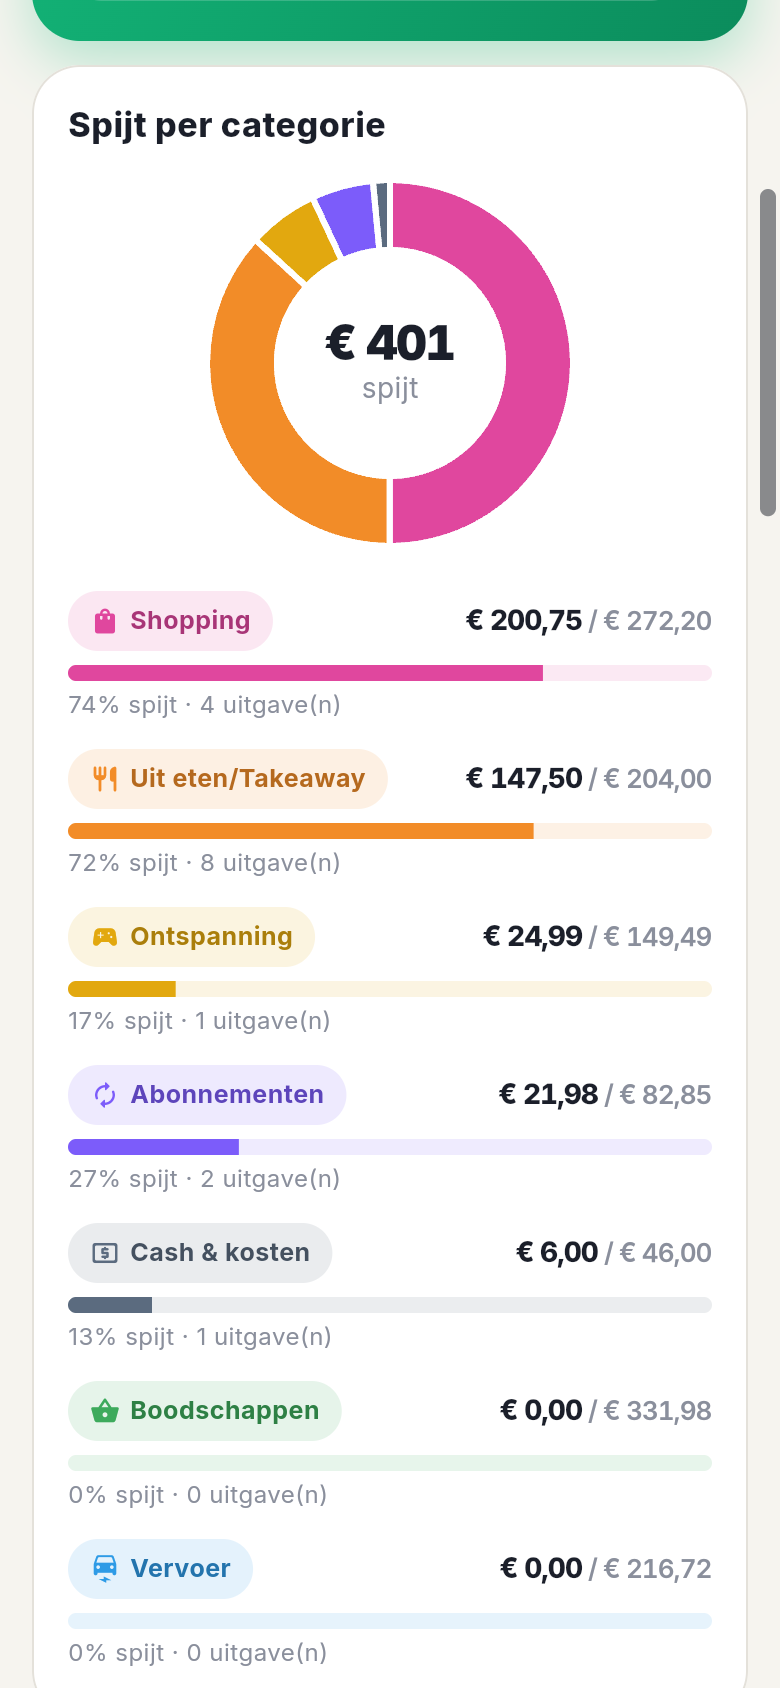 Spijt per categorie
€ 401
spijt
Shopping € 200,75 / € 272,20
74% spijt · 4 uitgave(n)
Uit eten/Takeaway € 147,50 / € 204,00
72% spijt · 8 uitgave(n)
Ontspanning € 24,99 / € 149,49
17% spijt · 1 uitgave(n)
Abonnementen € 21,98 / € 82,85
27% spijt · 2 uitgave(n)
Cash & kosten € 6,00 / € 46,00
13% spijt · 1 uitgave(n)
Boodschappen € 0,00 / € 331,98
0% spijt · 0 uitgave(n)
Vervoer € 0,00 / € 216,72
0% spijt · 0 uitgave(n)